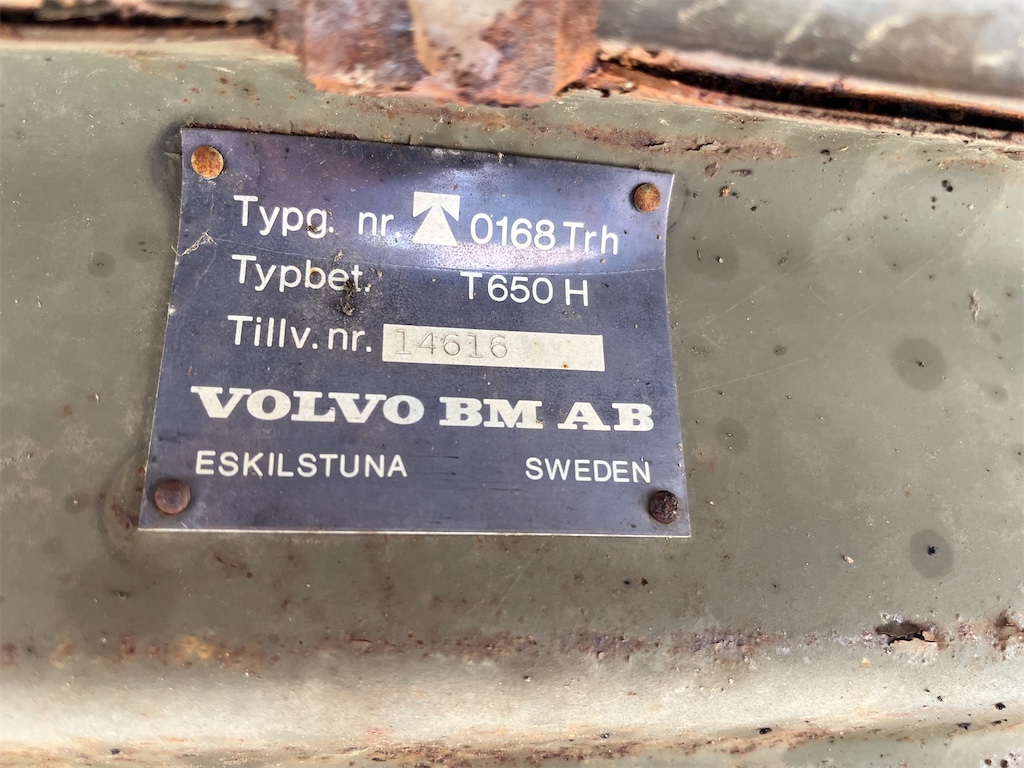 Typg. nr. 0168 Trh
Typbet. T650 H
Tillv. nr. 14616
VOLVO BM AB
ESKILSTUNA SWEDEN